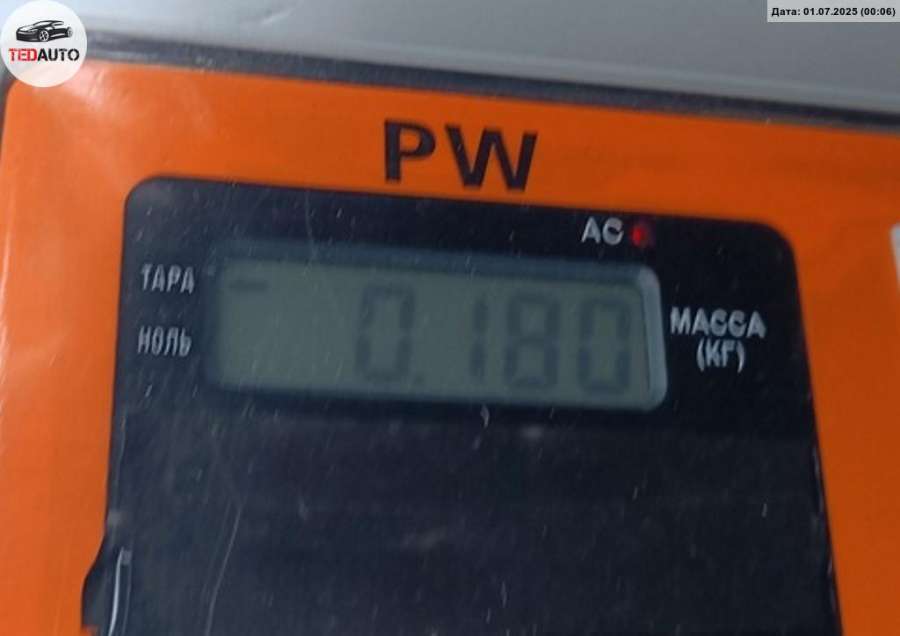 TEDAUTO
Дата: 01.07.2025 (00:06)
PW
AC
ТАРА
НОЛЬ
0.180
МАССА
(КГ)